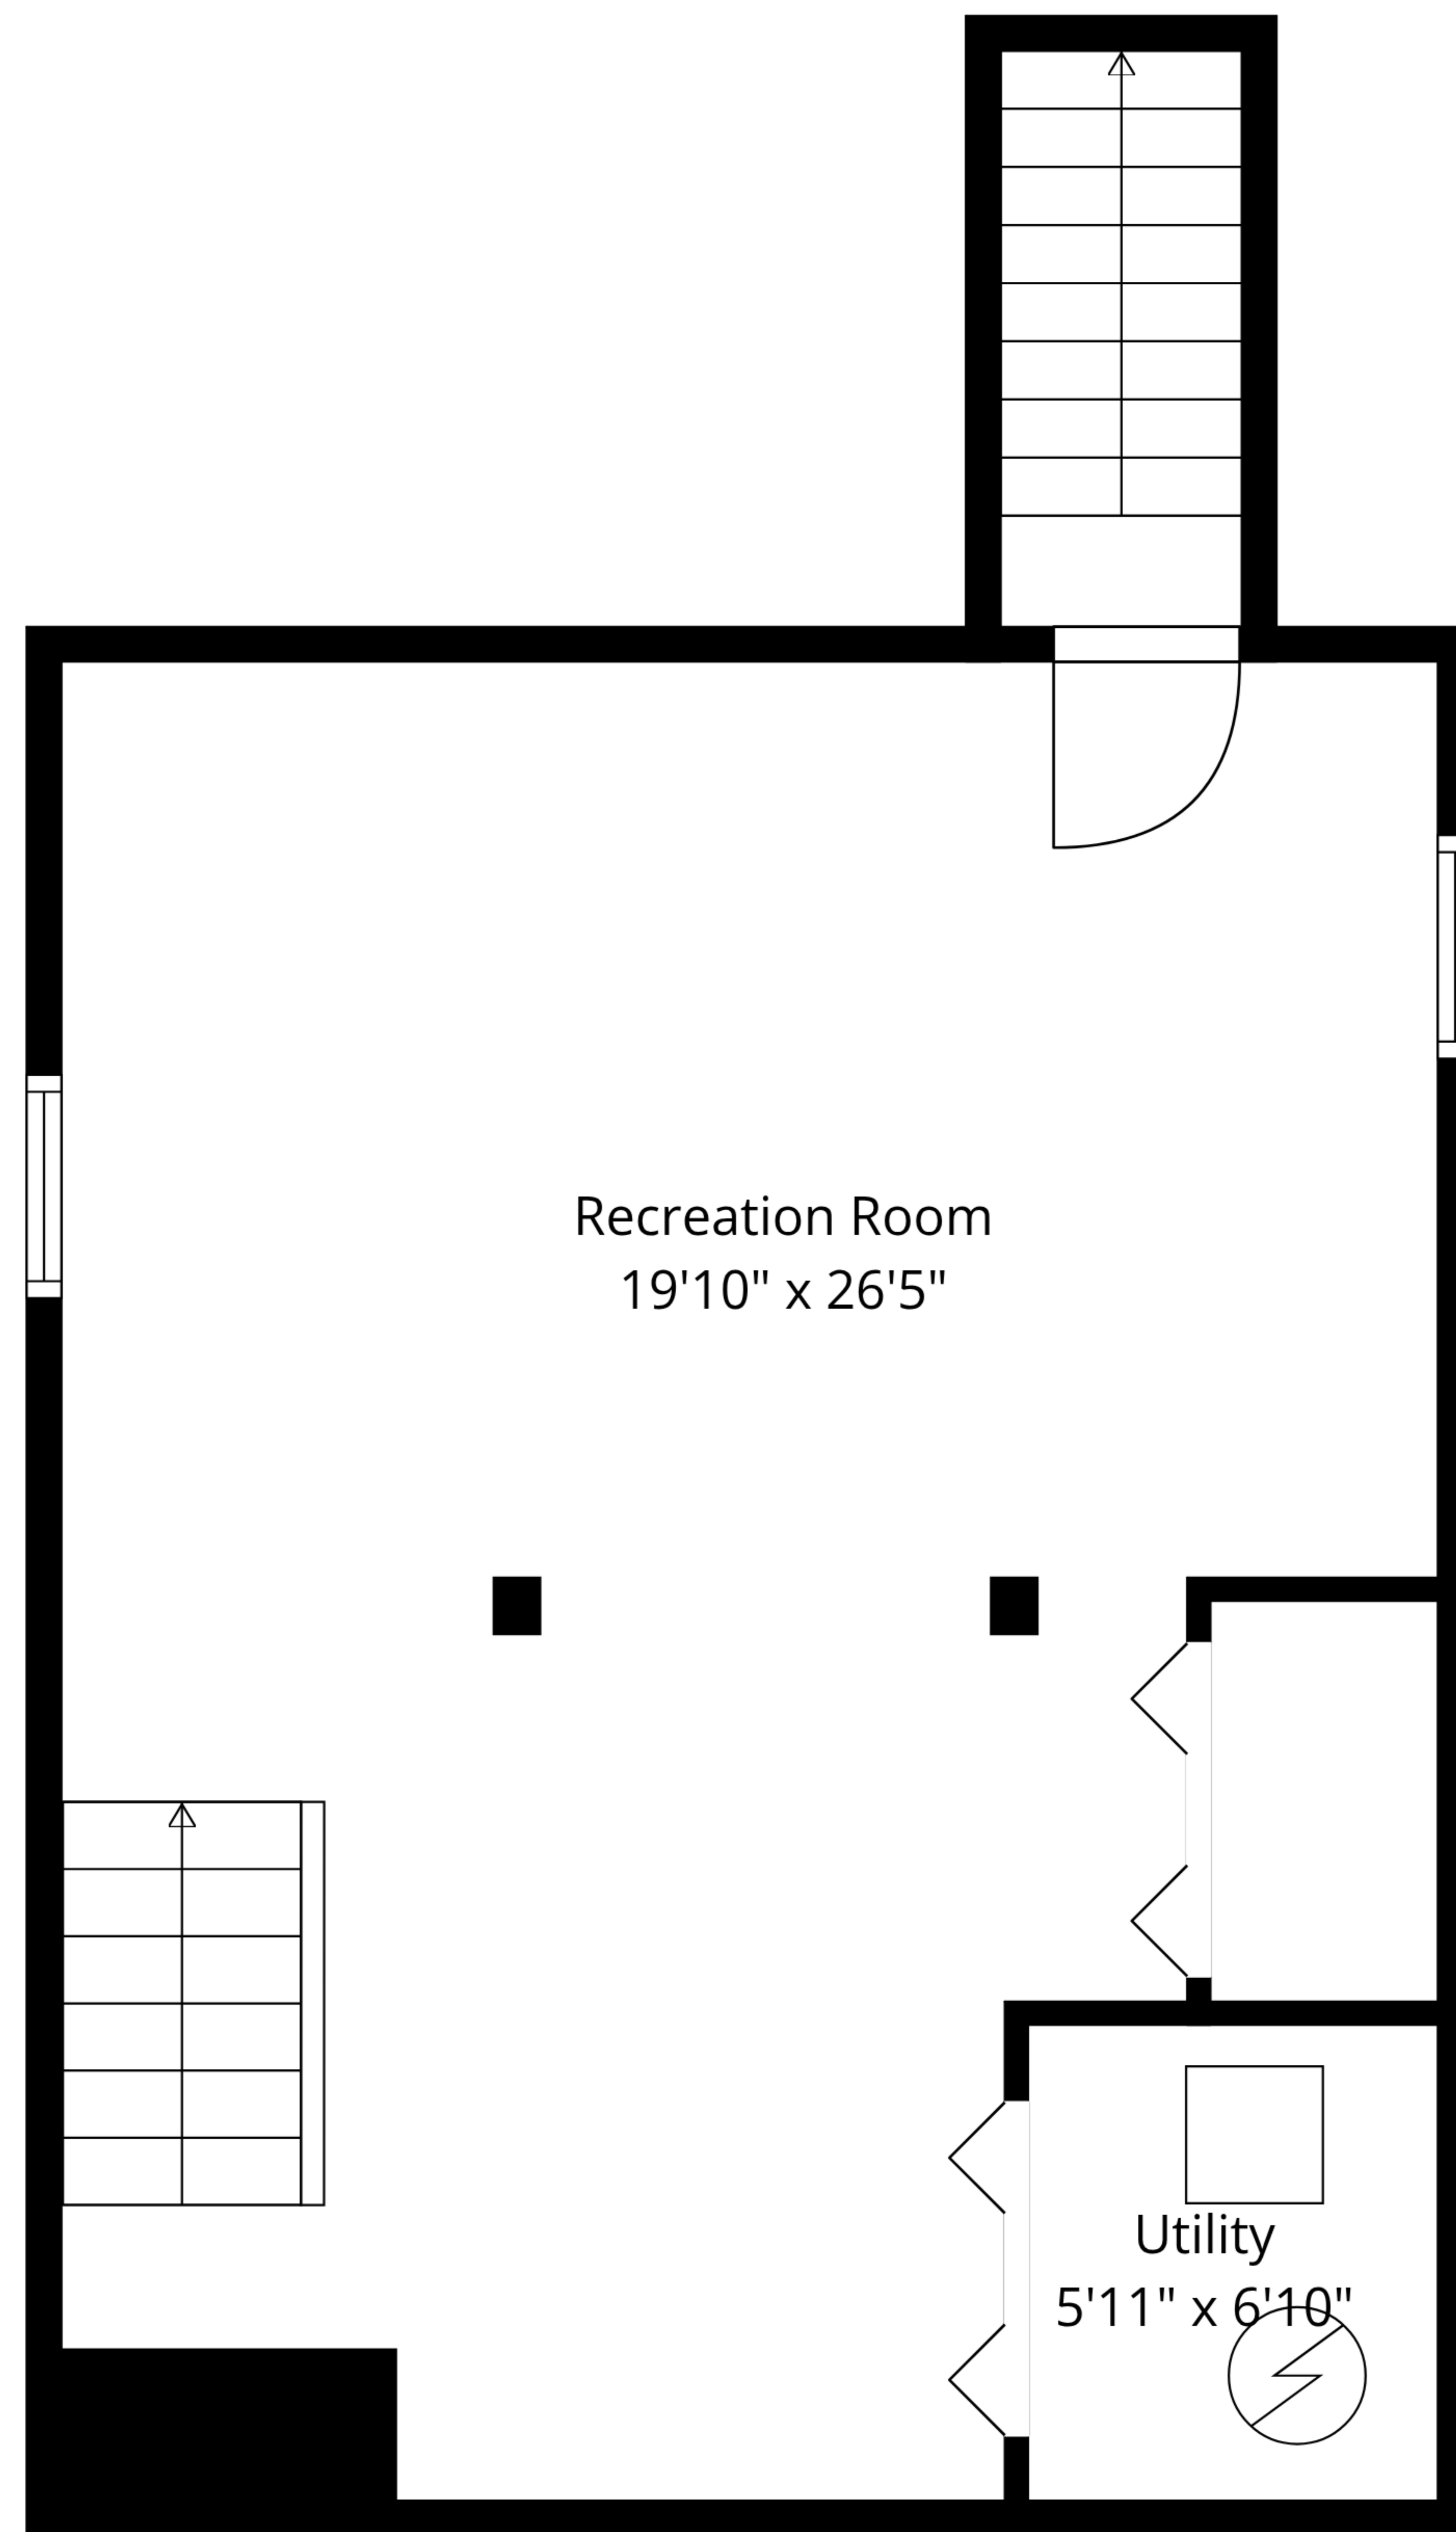 Recreation Room
19'10" x 26'5"
Utility
5'11" x 6'10"